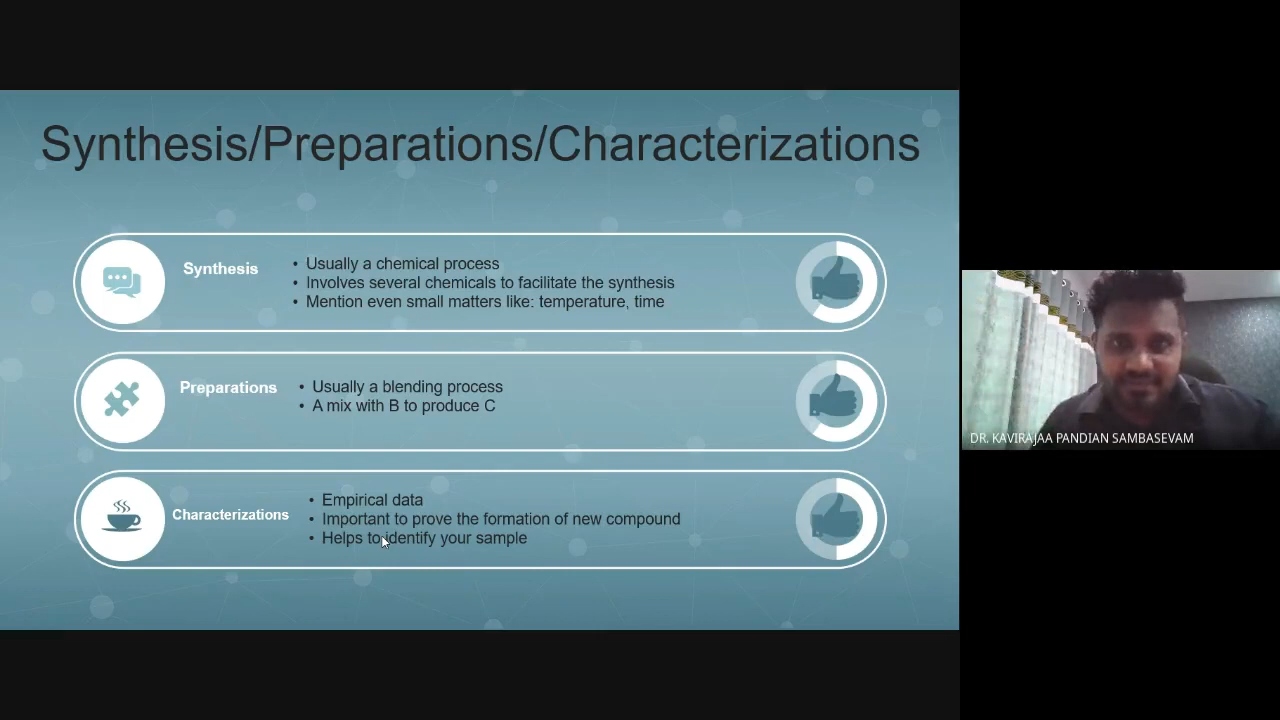 Synthesis/Preparations/Characterizations
Synthesis
• Usually a chemical process
• Involves several chemicals to facilitate the synthesis
• Mention even small matters like: temperature, time
Preparations
• Usually a blending process
• A mix with B to produce C
Characterizations
• Empirical data
• Important to prove the formation of new compound
• Helps to identify your sample
DR. KAVIRAJAA PANDIAN SAMBASEVAM